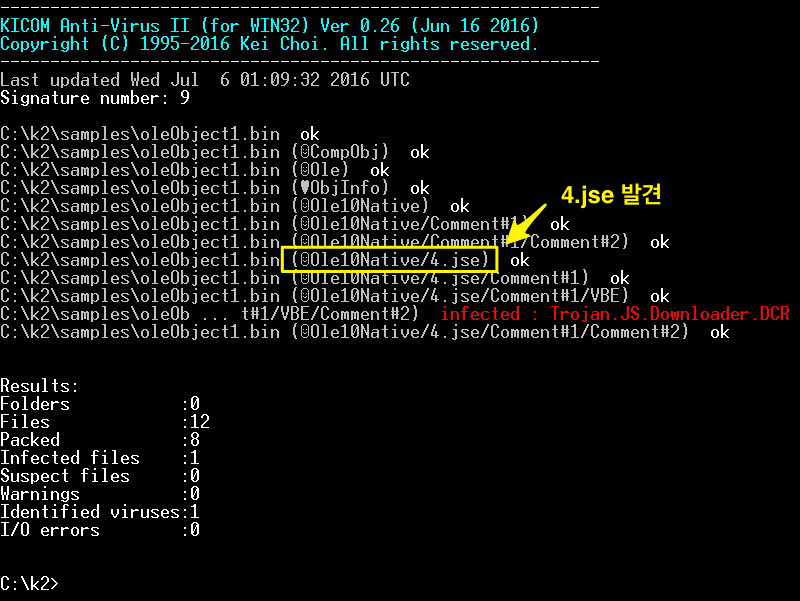 ------------------------------------------------------------
KICOM Anti-Virus II (for WIN32) Ver 0.26 (Jun 16 2016)
Copyright (C) 1995-2016 Kei Choi. All rights reserved.
------------------------------------------------------------
Last updated Wed Jul  6 01:09:32 2016 UTC
Signature number: 9
C:\k2\samples\oleObject1.bin  ok
C:\k2\samples\oleObject1.bin (@CompObj)  ok
C:\k2\samples\oleObject1.bin (@Ole)  ok
C:\k2\samples\oleObject1.bin (♥ObjInfo)  ok
4.jse 발견
C:\k2\samples\oleObject1.bin (@Ole10Native)  ok
C:\k2\samples\oleObject1.bin (@Ole10Native/Comment#1)  ok
C:\k2\samples\oleObject1.bin (@Ole10Native/Comment#1/Comment#2)  ok
C:\k2\samples\oleObject1.bin (@Ole10Native/4.jse)  ok
C:\k2\samples\oleObject1.bin (@Ole10Native/4.jse/Comment#1)  ok
C:\k2\samples\oleObject1.bin (@Ole10Native/4.jse/Comment#1/VBE)  ok
C:\k2\samples\oleOb ... t#1/VBE/Comment#2)  infected : Trojan.JS.Downloader.DCR
C:\k2\samples\oleObject1.bin (@Ole10Native/4.jse/Comment#1/Comment#2)  ok
Results:
Folders           :0
Files             :12
Packed            :8
Infected files    :1
Suspect files     :0
Warnings          :0
Identified viruses:1
I/O errors        :0
C:\k2>